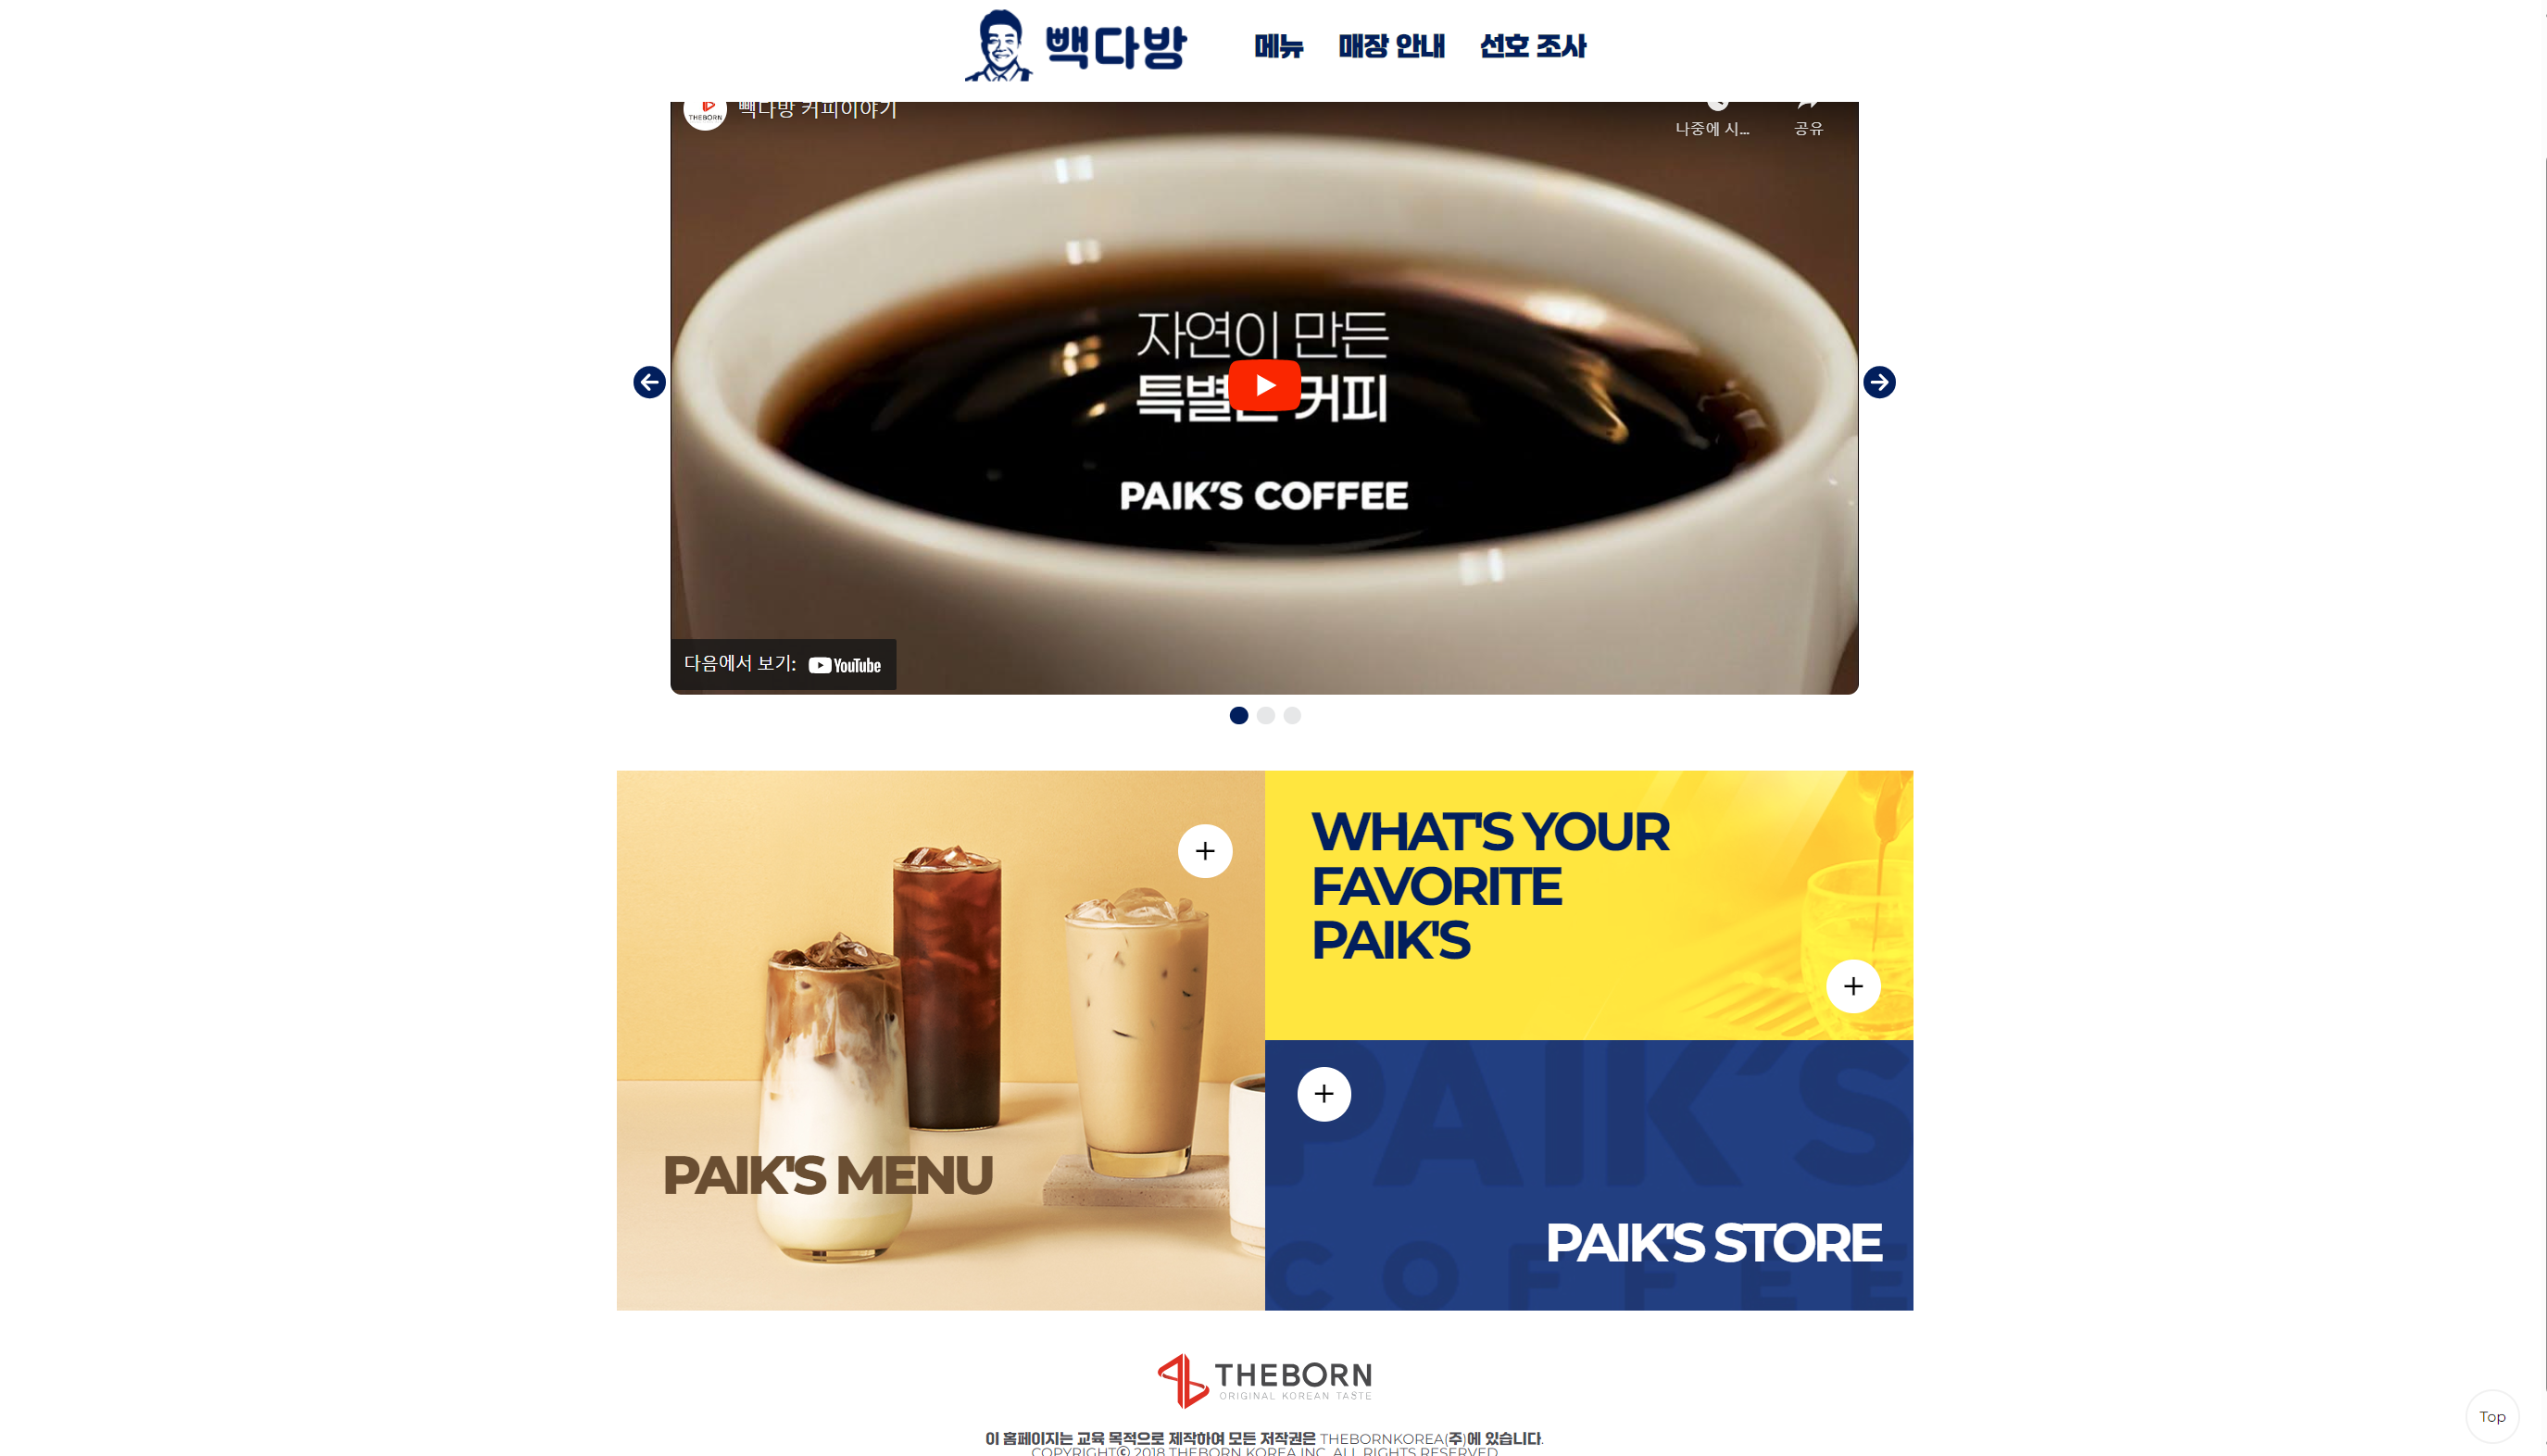 빽다방 메뉴 매장 안내 선호 조사
THEBORN 빽다방 커피이야기
나중에 시... 공유
자연이 만든
특별한 커피
PAIK'S COFFEE
다음에서 보기: YouTube
WHAT'S YOUR
FAVORITE
PAIK'S
PAIK'S MENU
PAIK'S
COFFEE
PAIK'S STORE
THEBORN
ORIGINAL KOREAN TASTE
이 홈페이지는 교육 목적으로 제작하여 모든 저작권은 THEBORNKOREA(주)에 있습니다.
COPYRIGHTⓒ 2018 THEBORN KOREA INC. ALL RIGHTS RESERVED.
Top